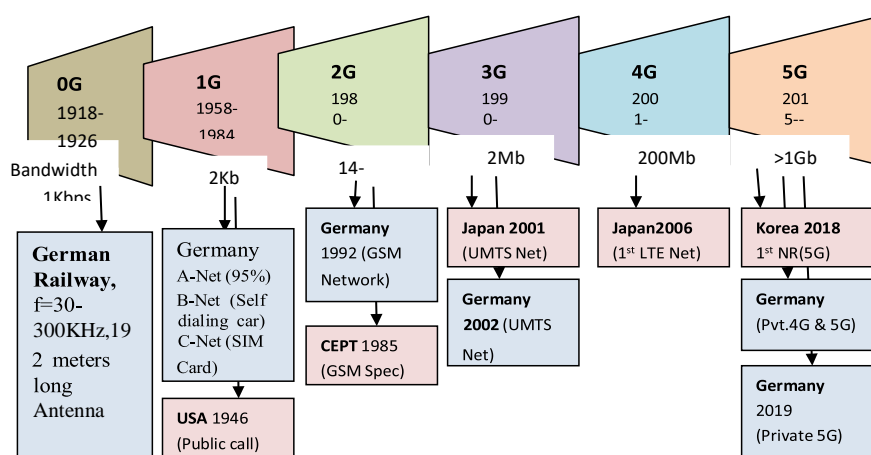 0G
1918-
1926
Bandwidth
1Kbps
1G
1958-
1984
2Kb
2G
198
0-
14-
3G
199
0-
2Mb
4G
200
1-
200Mb
5G
201
5--
>1Gb
German
Railway,
f=30-
300KHz,19
2 meters
long
Antenna
Germany
A-Net (95%)
B-Net (Self
dialing car)
C-Net (SIM
Card)
USA 1946
(Public call)
Germany
1992 (GSM
Network)
CEPT 1985
(GSM Spec)
Japan 2001
(UMTS Net)
Germany
2002 (UMTS
Net)
Japan2006
(1st LTE Net)
Korea 2018
1st NR(5G)
Germany
(Pvt.4G & 5G)
Germany
2019
(Private 5G)